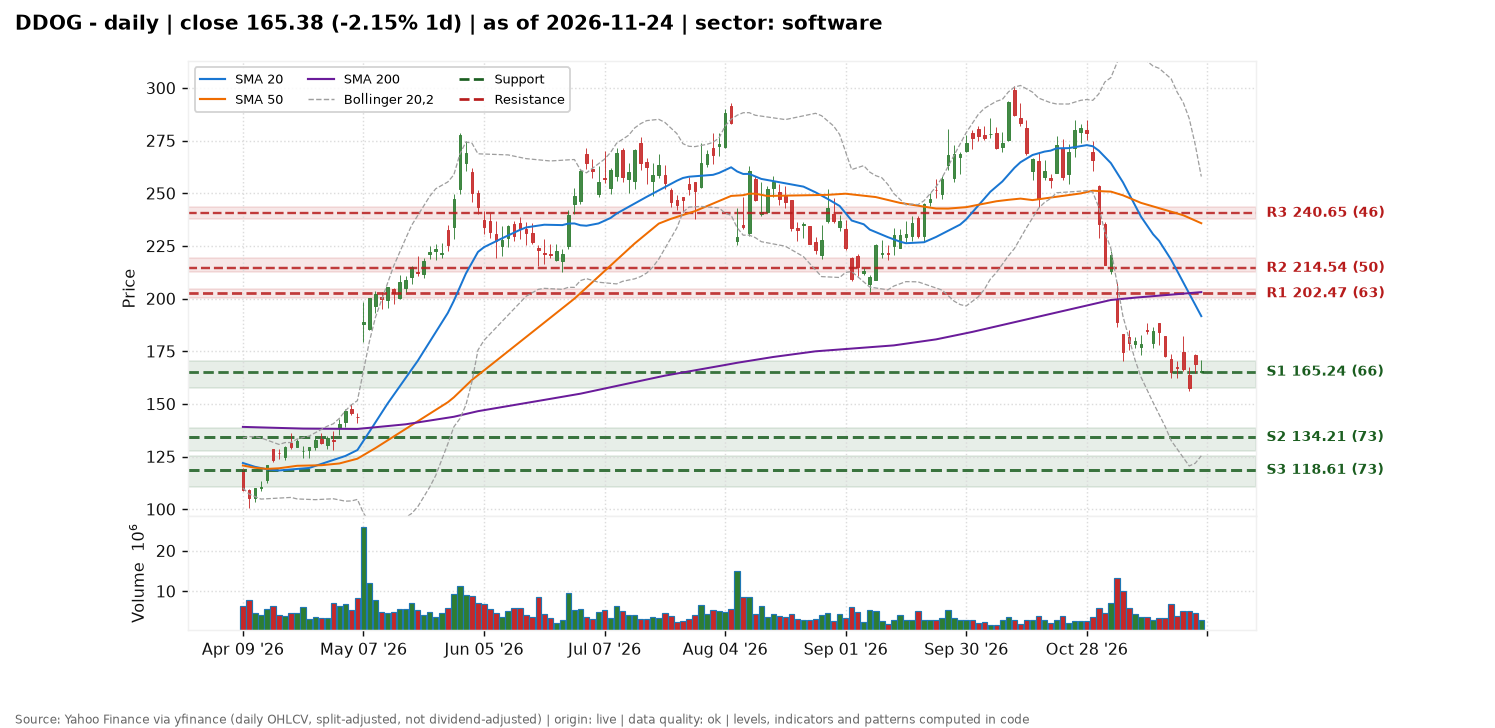 DDOG - daily | close 165.38 (-2.15% 1d) | as of 2026-11-24 | sector: software
SMA 20
SMA 50
SMA 200
Bollinger 20,2
Support
Resistance
Price
300
275
250
225
200
175
150
125
100
R3 240.65 (46)
R2 214.54 (50)
R1 202.47 (63)
S1 165.24 (66)
S2 134.21 (73)
S3 118.61 (73)
Volume 10⁶
20
10
Apr 09 '26
May 07 '26
Jun 05 '26
Jul 07 '26
Aug 04 '26
Sep 01 '26
Sep 30 '26
Oct 28 '26
Source: Yahoo Finance via yfinance (daily OHLCV, split-adjusted, not dividend-adjusted) | origin: live | data quality: ok | levels, indicators and patterns computed in code